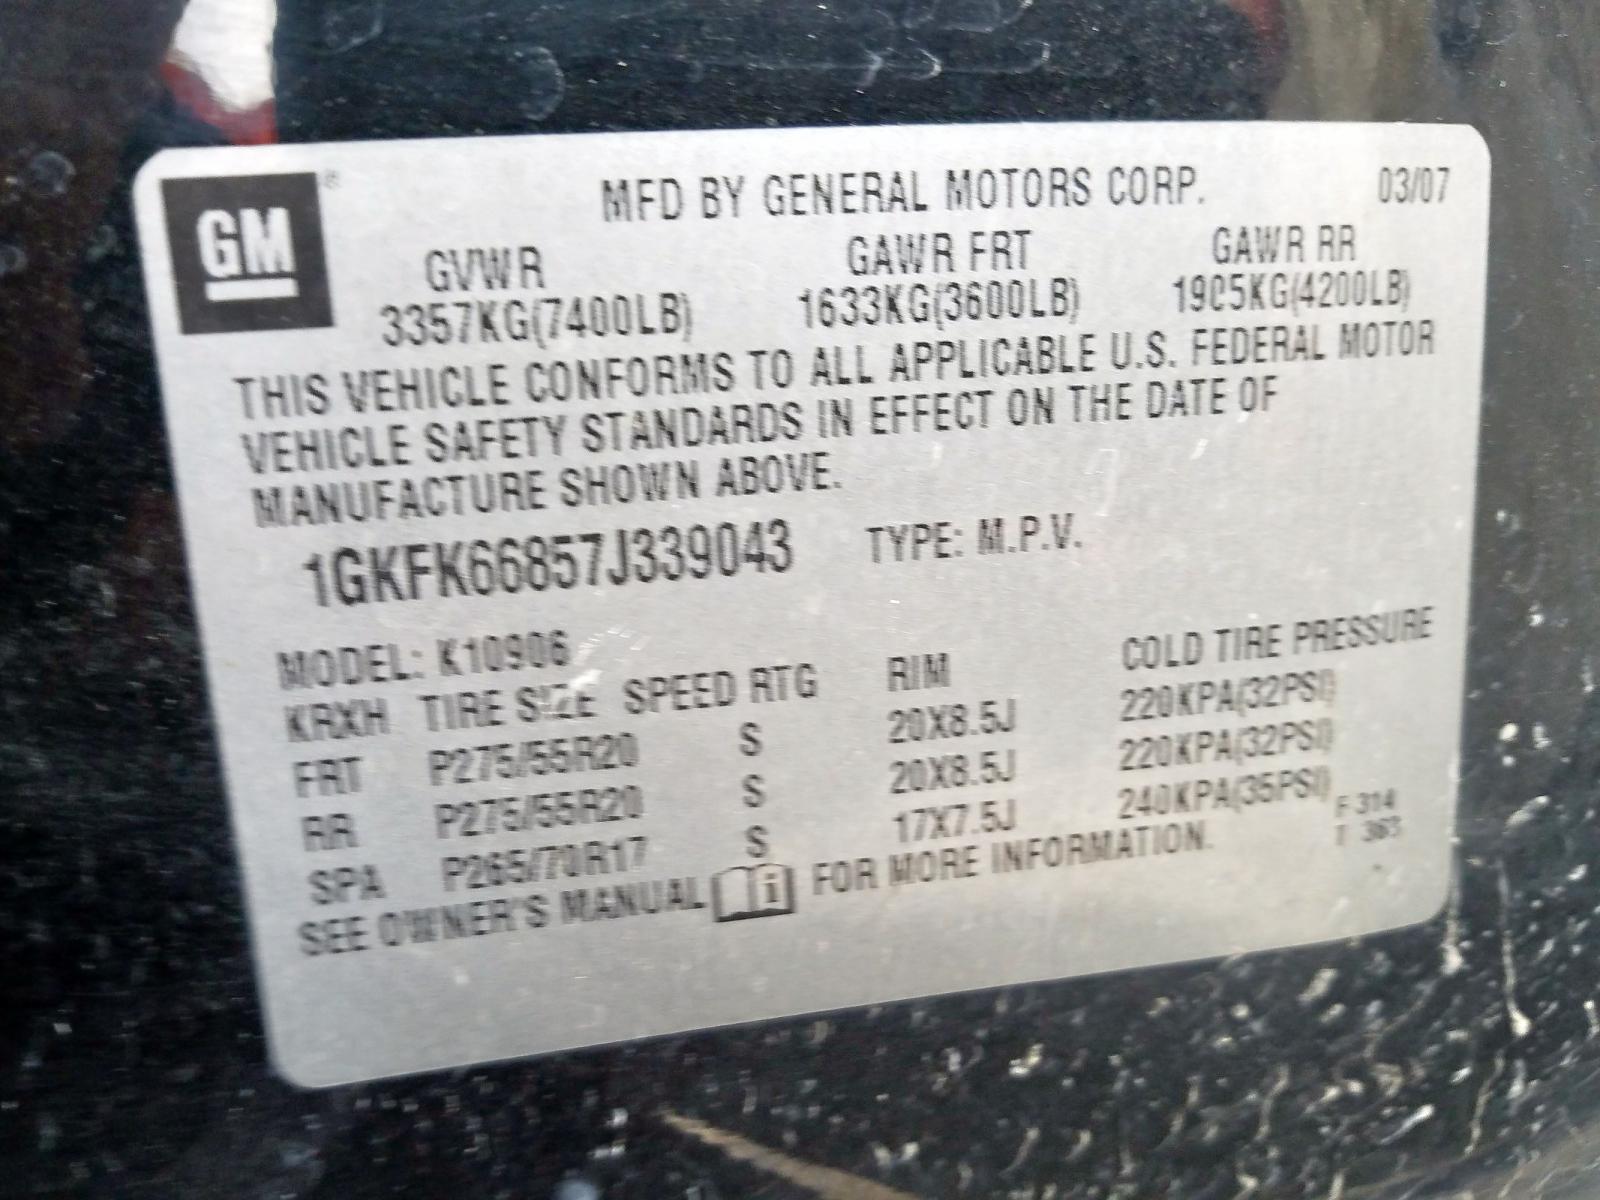 GM ®
MFD BY GENERAL MOTORS CORP. 03/07
GVWR GAWR FRT GAWR RR
3357KG(7400LB) 1633KG(3600LB) 1905KG(4200LB)
THIS VEHICLE CONFORMS TO ALL APPLICABLE U.S. FEDERAL MOTOR
VEHICLE SAFETY STANDARDS IN EFFECT ON THE DATE OF
MANUFACTURE SHOWN ABOVE.
1GKFK66857J339043 TYPE: M.P.V.
MODEL: K10906
KRXH TIRE SIZE SPEED RTG RIM COLD TIRE PRESSURE
FRT P275/55R20 S 20X8.5J 220KPA(32PSI)
RR P275/55R20 S 20X8.5J 220KPA(32PSI)
SPA P265/70R17 S 17X7.5J 240KPA(35PSI)
SEE OWNER'S MANUAL i FOR MORE INFORMATION.
F 314
T 363